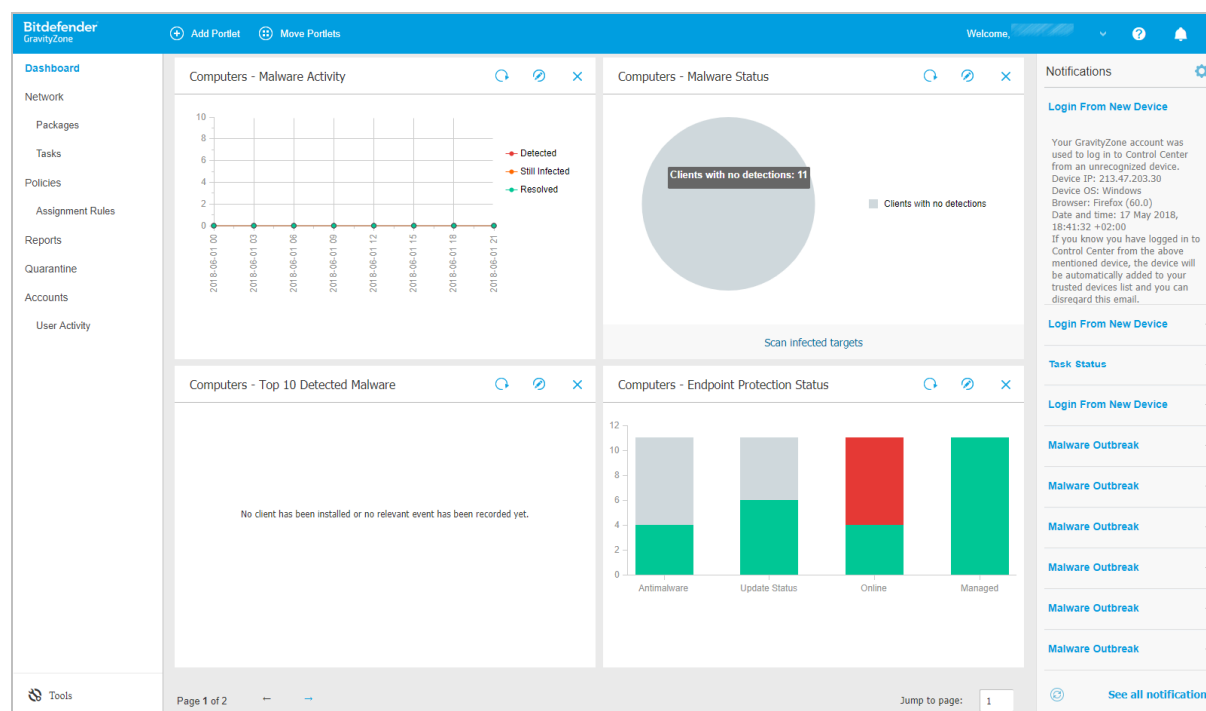 Bitdefender
GravityZone
Add Portlet
Move Portlets
Welcome,
Dashboard
Network
Packages
Tasks
Policies
Assignment Rules
Reports
Quarantine
Accounts
User Activity
Tools
Computers - Malware Activity
10
8
6
4
2
0
2018-06-01 00
2018-06-01 03
2018-06-01 06
2018-06-01 09
2018-06-01 12
2018-06-01 15
2018-06-01 18
2018-06-01 21
Detected
Still Infected
Resolved
Computers - Malware Status
Clients with no detections: 11
Clients with no detections
Scan infected targets
Computers - Top 10 Detected Malware
No client has been installed or no relevant event has been recorded yet.
Computers - Endpoint Protection Status
12
10
8
6
4
2
0
Antimalware
Update Status
Online
Managed
Page 1 of 2
Jump to page:
1
Notifications
Login From New Device
Your GravityZone account was
used to log in to Control Center
from an unrecognized device.
Device IP: 213.47.203.30
Device OS: Windows
Browser: Firefox (60.0)
Date and time: 17 May 2018,
18:41:32 +02:00
If you know you have logged in to
Control Center from the above
mentioned device, the device will
be automatically added to your
trusted devices list and you can
disregard this email.
Login From New Device
Task Status
Login From New Device
Malware Outbreak
Malware Outbreak
Malware Outbreak
Malware Outbreak
Malware Outbreak
Malware Outbreak
See all notification